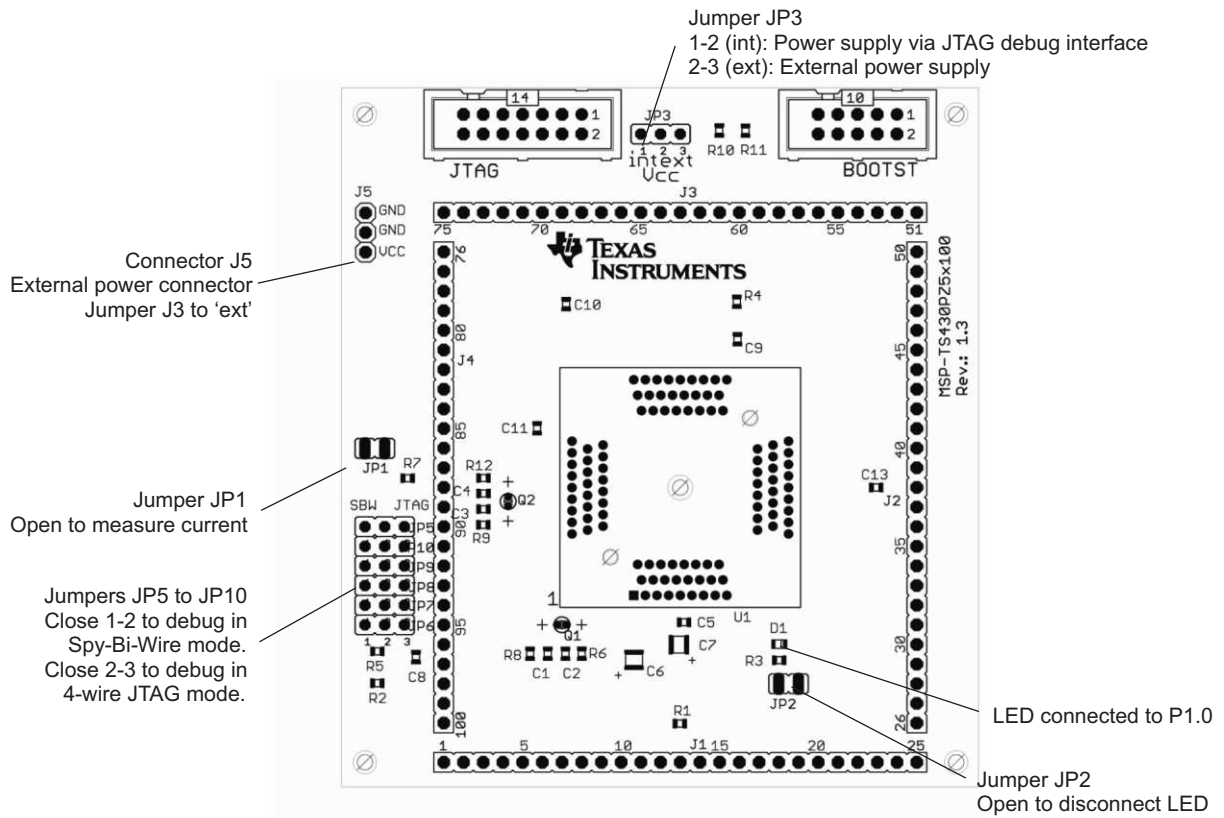 Jumper JP3
1-2 (int): Power supply via JTAG debug interface
2-3 (ext): External power supply
14
1
2
JTAG
JP3
1 2 3
intext
Vcc
R10 R11
10
1
2
BOOTST
J5
GND
GND
VCC
J3
75 70 65 60 55 51
Connector J5
External power connector
Jumper J3 to ‘ext’
TEXAS
INSTRUMENTS
76
80
J4
85
90
95
100
C10
R4
C9
50
45
40
J2
35
30
26
MSP-TS430PZ5x100
Rev.: 1.3
C11
C13
JP1
R7
R12
C4
C3
R9
+
Q2
+
Jumper JP1
Open to measure current
SBW JTAG
JP5
JP10
JP9
JP8
JP7
JP6
1 2 3
Jumpers JP5 to JP10
Close 1-2 to debug in
Spy-Bi-Wire mode.
Close 2-3 to debug in
4-wire JTAG mode.
R5
R2
C8
1
+ Q1 +
U1
C5
C7
+
C6
+
R8 C1 C2 R6
D1
R3
JP2
R1
1 5 10 J1 15 20 25
LED connected to P1.0
Jumper JP2
Open to disconnect LED